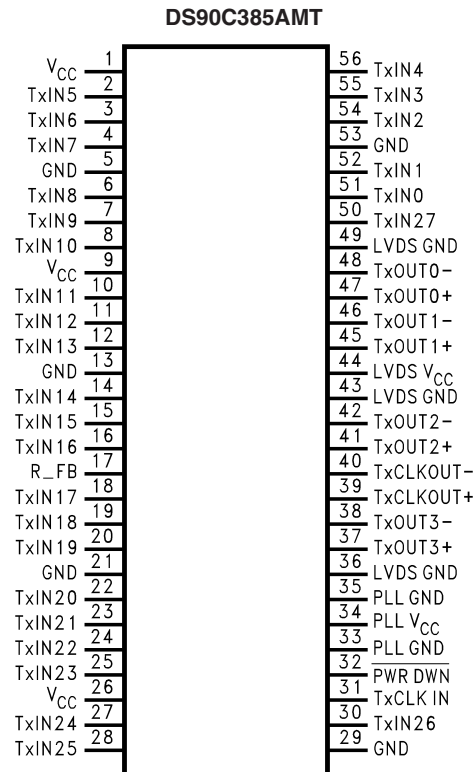 DS90C385AMT
VCC 1 56 TxIN4
TxIN5 2 55 TxIN3
TxIN6 3 54 TxIN2
TxIN7 4 53 GND
GND 5 52 TxIN1
TxIN8 6 51 TxIN0
TxIN9 7 50 TxIN27
TxIN10 8 49 LVDS GND
VCC 9 48 TxOUT0-
TxIN11 10 47 TxOUT0+
TxIN12 11 46 TxOUT1-
TxIN13 12 45 TxOUT1+
GND 13 44 LVDS VCC
TxIN14 14 43 LVDS GND
TxIN15 15 42 TxOUT2-
TxIN16 16 41 TxOUT2+
R_FB 17 40 TxCLKOUT-
TxIN17 18 39 TxCLKOUT+
TxIN18 19 38 TxOUT3-
TxIN19 20 37 TxOUT3+
GND 21 36 LVDS GND
TxIN20 22 35 PLL GND
TxIN21 23 34 PLL VCC
TxIN22 24 33 PLL GND
TxIN23 25 32 PWR DWN
VCC 26 31 TxCLK IN
TxIN24 27 30 TxIN26
TxIN25 28 29 GND